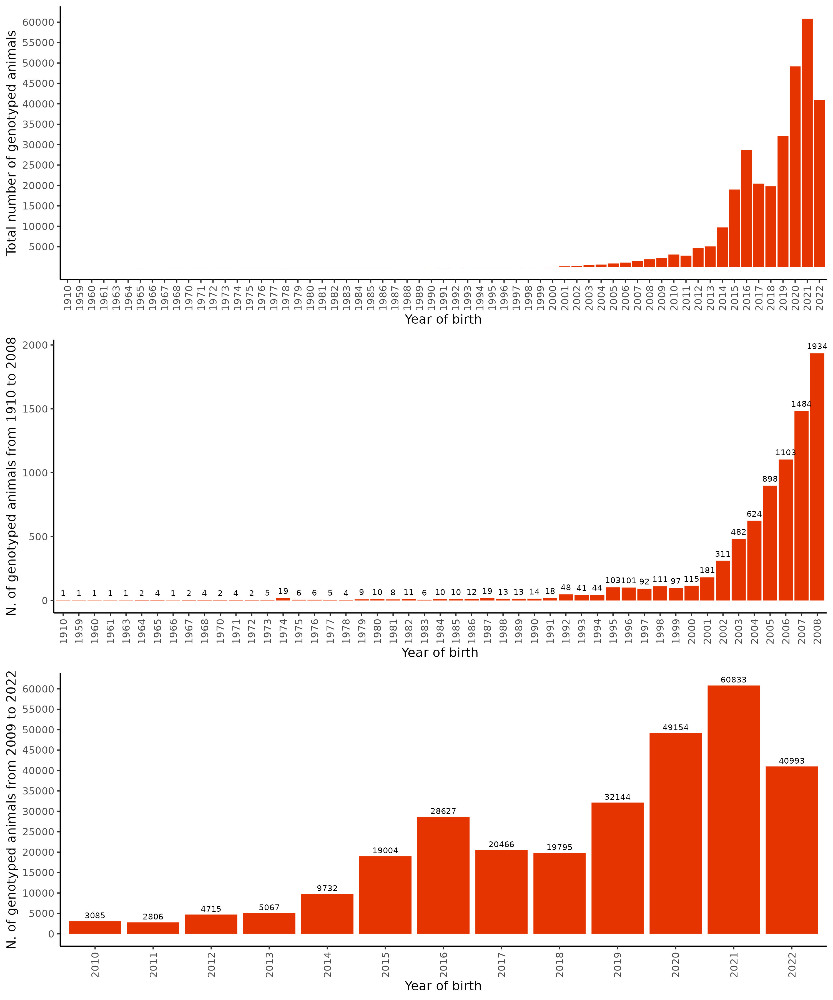 Total number of genotyped animals
60000
55000
50000
45000
40000
35000
30000
25000
20000
15000
10000
5000
1910 1959 1960 1961 1963 1964 1965 1966 1967 1968 1970 1971 1972 1973 1974 1975 1976 1977 1978 1979 1980 1981 1982 1983 1984 1985 1986 1987 1988 1989 1990 1991 1992 1993 1994 1995 1996 1997 1998 1999 2000 2001 2002 2003 2004 2005 2006 2007 2008 2009 2010 2011 2012 2013 2014 2015 2016 2017 2018 2019 2020 2021 2022
Year of birth
N. of genotyped animals from 1910 to 2008
2000
1500
1000
500
0
1 1 1 1 1 2 4 1 2 4 2 4 2 5 19 6 6 5 4 9 10 8 11 6 10 10 12 19 13 13 14 18 48 41 44 103 101 92 111 97 115 181 311 482 624 898 1103 1484 1934
1910 1959 1960 1961 1963 1964 1965 1966 1967 1968 1970 1971 1972 1973 1974 1975 1976 1977 1978 1979 1980 1981 1982 1983 1984 1985 1986 1987 1988 1989 1990 1991 1992 1993 1994 1995 1996 1997 1998 1999 2000 2001 2002 2003 2004 2005 2006 2007 2008
Year of birth
N. of genotyped animals from 2009 to 2022
60000
55000
50000
45000
40000
35000
30000
25000
20000
15000
10000
5000
0
3085 2806 4715 5067 9732 19004 28627 20466 19795 32144 49154 60833 40993
2010 2011 2012 2013 2014 2015 2016 2017 2018 2019 2020 2021 2022
Year of birth